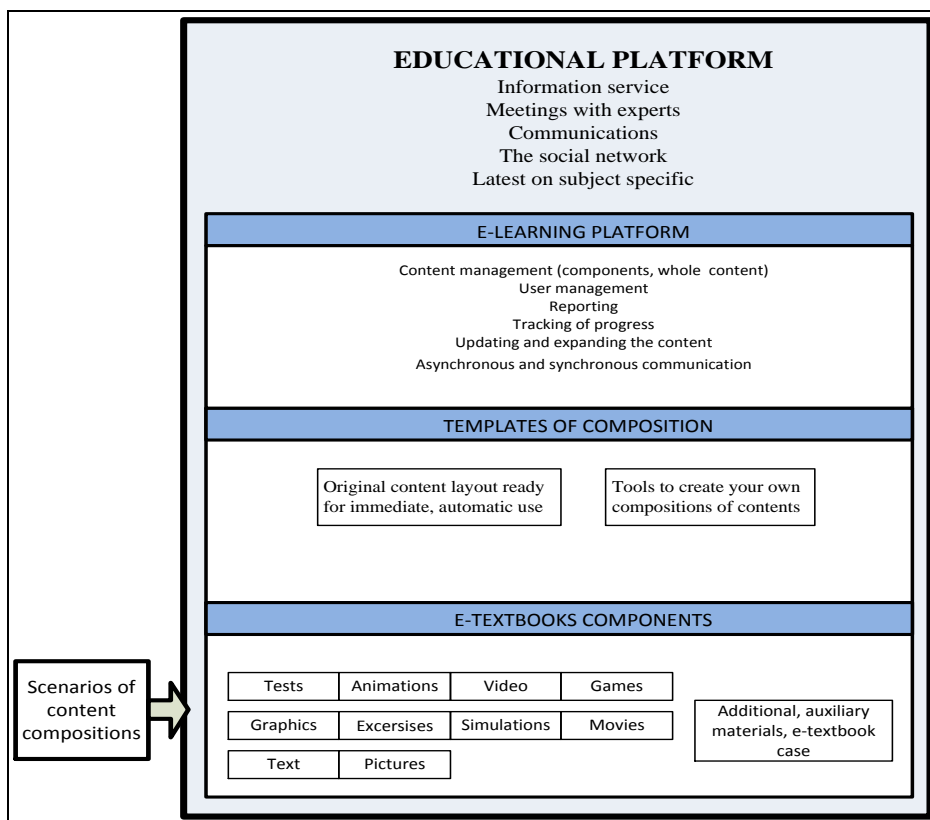 EDUCATIONAL PLATFORM
Information service
Meetings with experts
Communications
The social network
Latest on subject specific
E-LEARNING PLATFORM
Content management (components, whole content)
User management
Reporting
Tracking of progress
Updating and expanding the content
Asynchronous and synchronous communication
TEMPLATES OF COMPOSITION
Original content layout ready
for immediate, automatic use
Tools to create your own
compositions of contents
E-TEXTBOOKS COMPONENTS
Scenarios of
content
compositions
Tests Animations Video Games
Graphics Excersises Simulations Movies
Text Pictures
Additional, auxiliary
materials, e-textbook
case